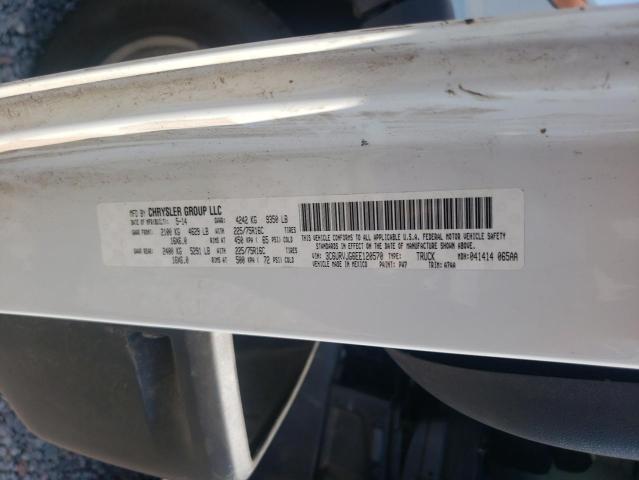 MFD BY CHRYSLER GROUP LLC
DATE OF MFR(BUILT): 5-14 GVWR: 4242 KG 9350 LB
GAWR FRONT: 2100 KG 4629 LB WITH 225/75R16C TIRES
16X6.0 RIMS AT 450 KPA( 65 PSI) COLD
GAWR REAR: 2400 KG 5291 LB WITH 225/75R16C TIRES
16X6.0 RIMS AT 500 KPA( 72 PSI) COLD
THIS VEHICLE CONFORMS TO ALL APPLICABLE U.S.A. FEDERAL MOTOR VEHICLE SAFETY
STANDARDS IN EFFECT ON THE DATE OF MANUFACTURE SHOWN ABOVE.
VIN: 3C6URVJG6EE120570 TYPE: TRUCK MDH: 041414 065AA
VEHICLE MADE IN MEXICO PAINT: PW7 TRIM: A7AA